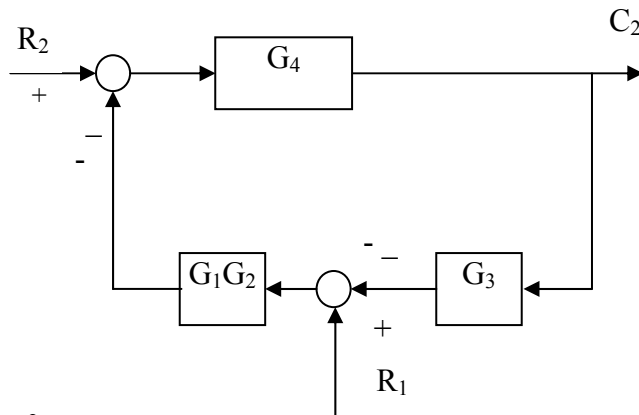 C₂
R₂
G₄
+
−
-
-
−
G₁G₂
G₃
+
R₁